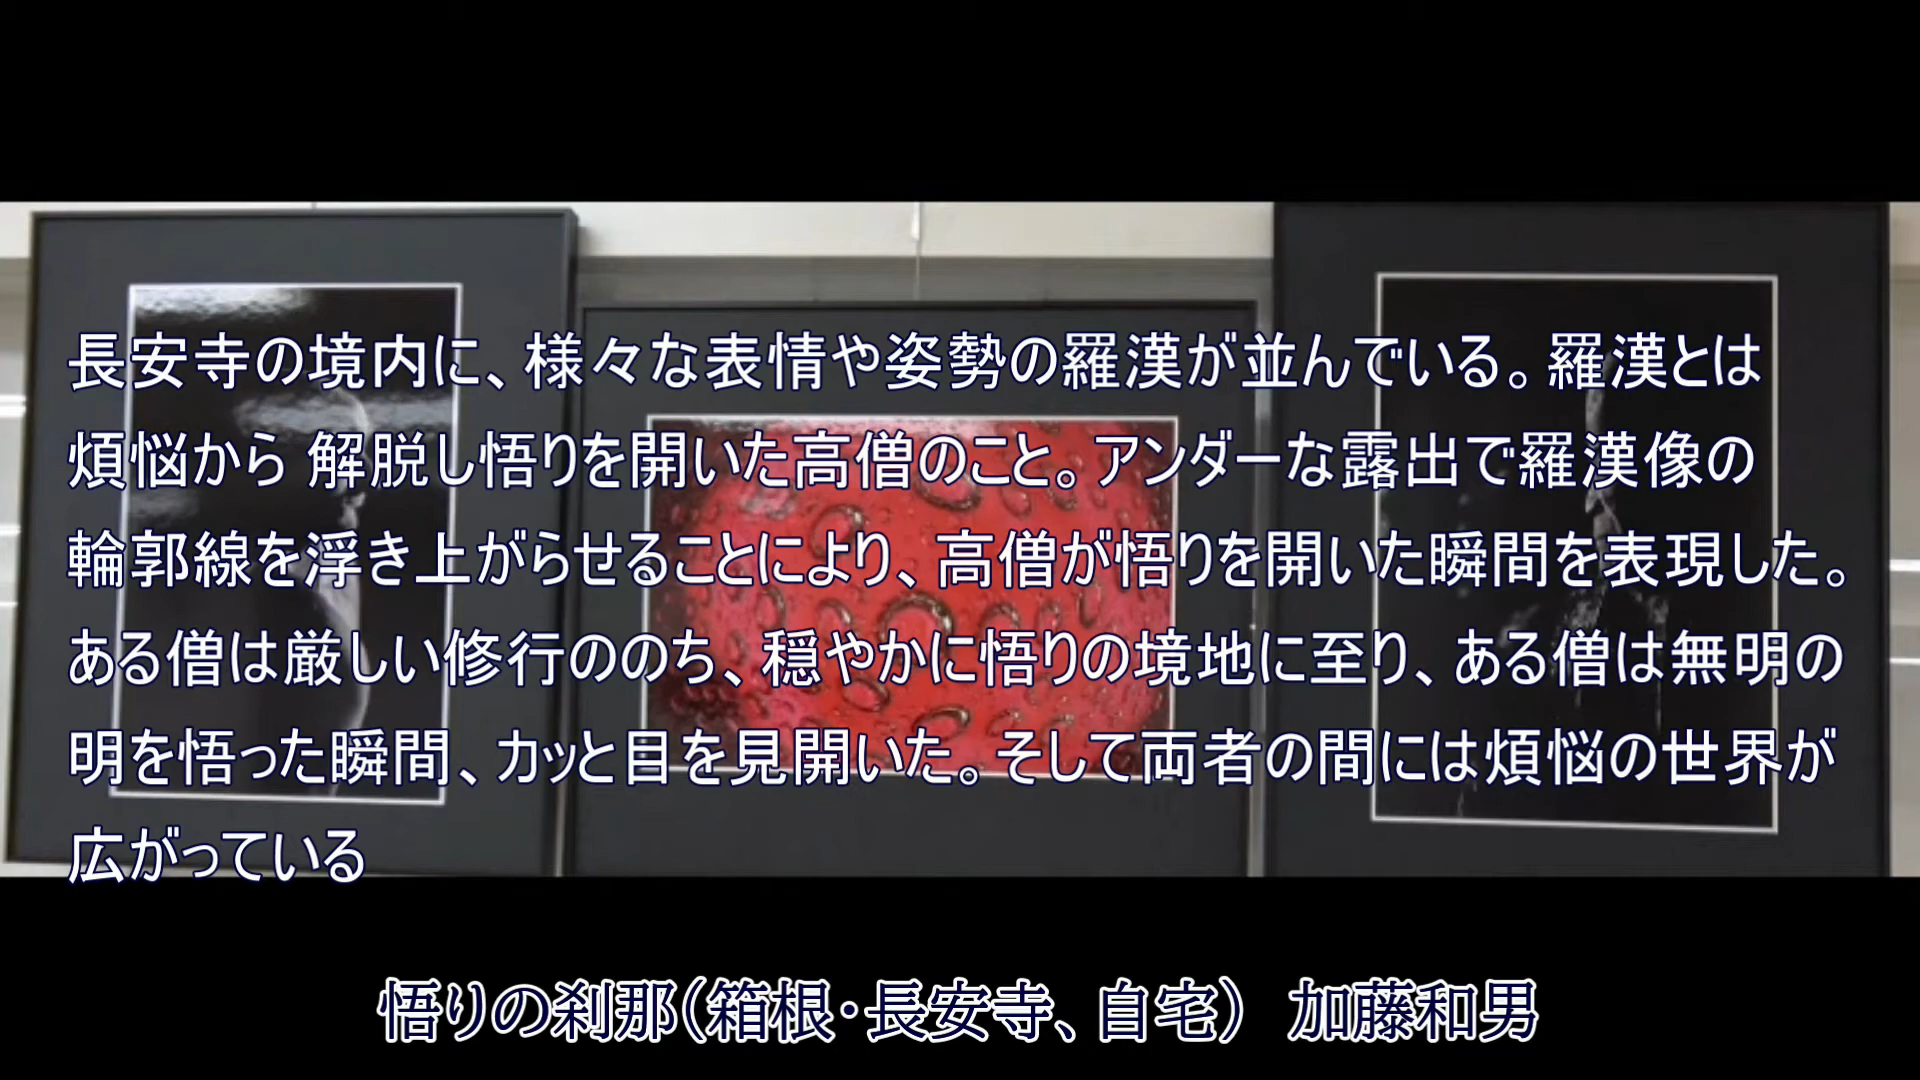 長安寺の境内に、様々な表情や姿勢の羅漢が並んでいる。羅漢とは
煩悩から 解脱し悟りを開いた高僧のこと。アンダーな露出で羅漢像の
輪郭線を浮き上がらせることにより、高僧が悟りを開いた瞬間を表現した。
ある僧は厳しい修行ののち、穏やかに悟りの境地に至り、ある僧は無明の
明を悟った瞬間、カッと目を見開いた。そして両者の間には煩悩の世界が
広がっている
悟りの刹那（箱根・長安寺、自宅）　加藤和男